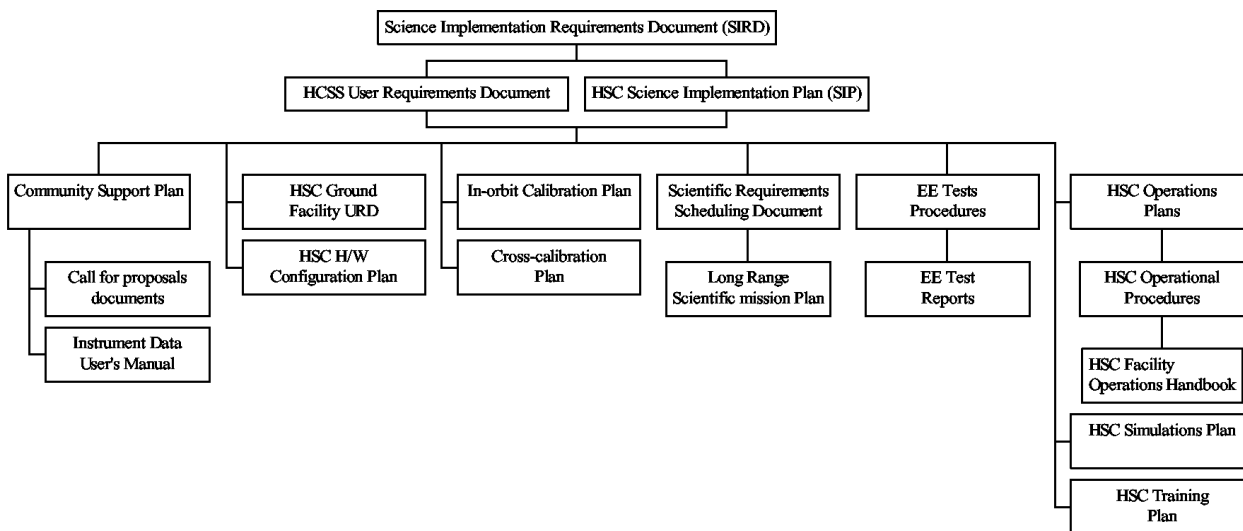 Science Implementation Requirements Document (SIRD)
HCSS User Requirements Document
HSC Science Implementation Plan (SIP)
Community Support Plan
HSC Ground
Facility URD
In-orbit Calibration Plan
Scientific Requirements
Scheduling Document
EE Tests
Procedures
HSC Operations
Plans
HSC H/W
Configuration Plan
Cross-calibration
Plan
Call for proposals
documents
Long Range
Scientific mission Plan
EE Test
Reports
HSC Operational
Procedures
Instrument Data
User's Manual
HSC Facility
Operations Handbook
HSC Simulations Plan
HSC Training
Plan